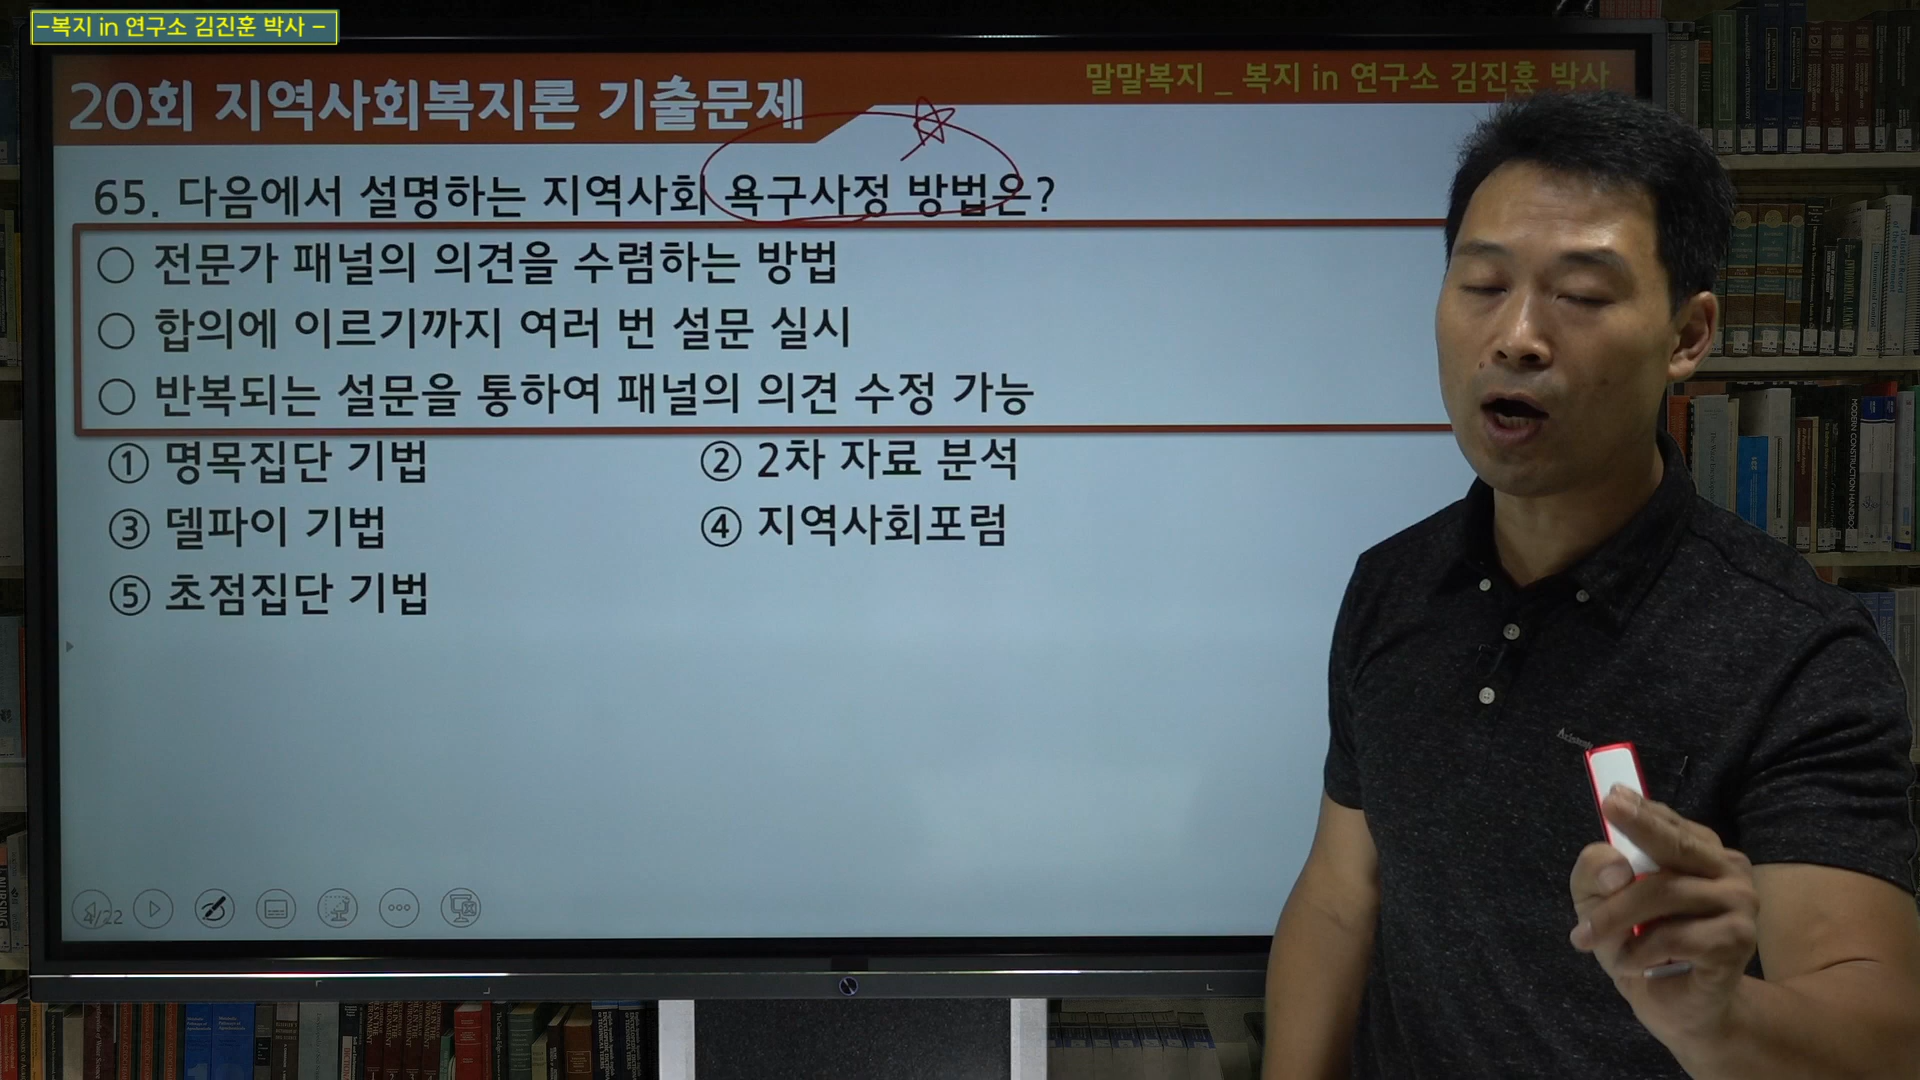 -복지 in 연구소 김진훈 박사 -
20회 지역사회복지론 기출문제
말말복지 _ 복지 in 연구소 김진훈 박사
65. 다음에서 설명하는 지역사회 욕구사정 방법은?
○ 전문가 패널의 의견을 수렴하는 방법
○ 합의에 이르기까지 여러 번 설문 실시
○ 반복되는 설문을 통하여 패널의 의견 수정 가능
① 명목집단 기법
② 2차 자료 분석
③ 델파이 기법
④ 지역사회포럼
⑤ 초점집단 기법
4/22
MODERN CONSTRUCTION HANDBOOK